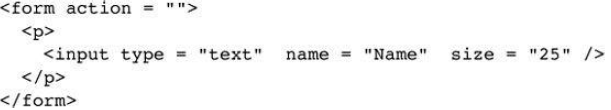 <form action = "">
<p>
<input type = "text"  name = "Name"  size = "25" />
</p>
</form>